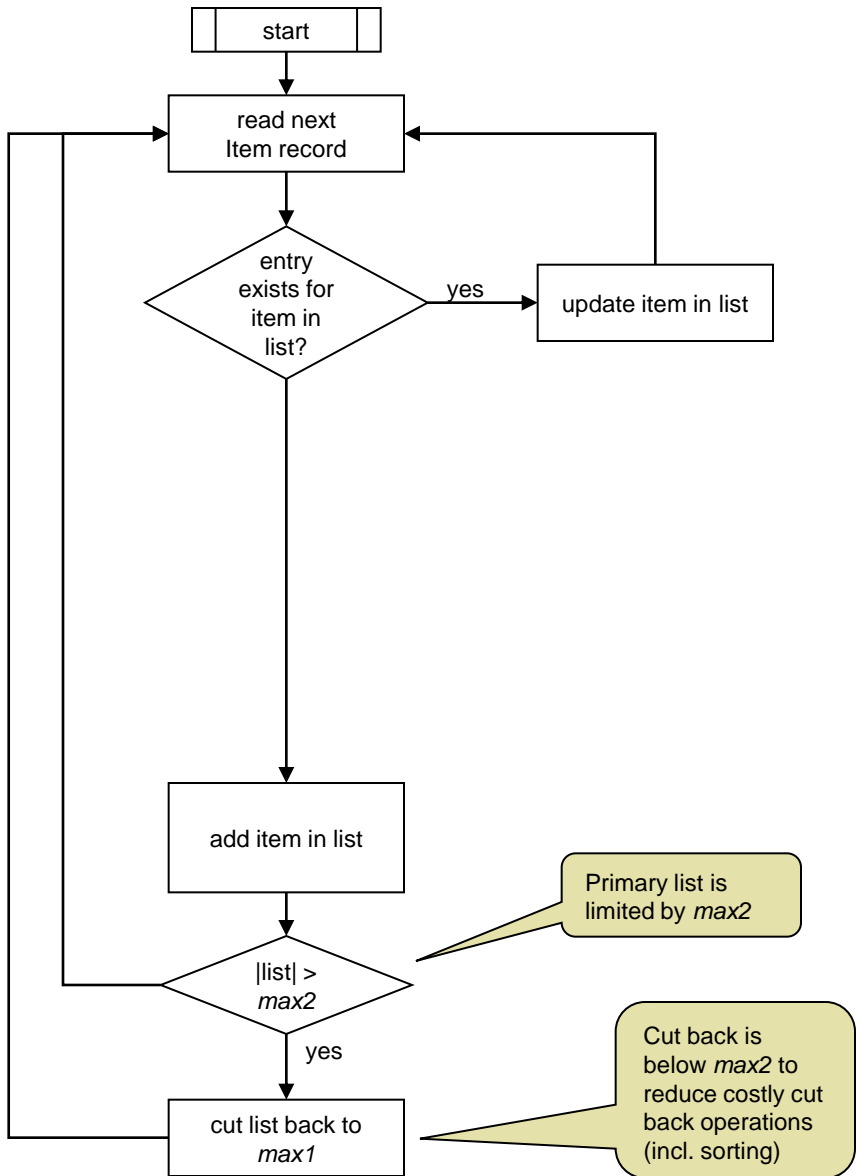 start
read next
Item record
entry
exists for
item in
list?
yes
update item in list
add item in list
Primary list is
limited by max2
|list| >
max2
yes
Cut back is
below max2 to
reduce costly cut
back operations
(incl. sorting)
cut list back to
max1